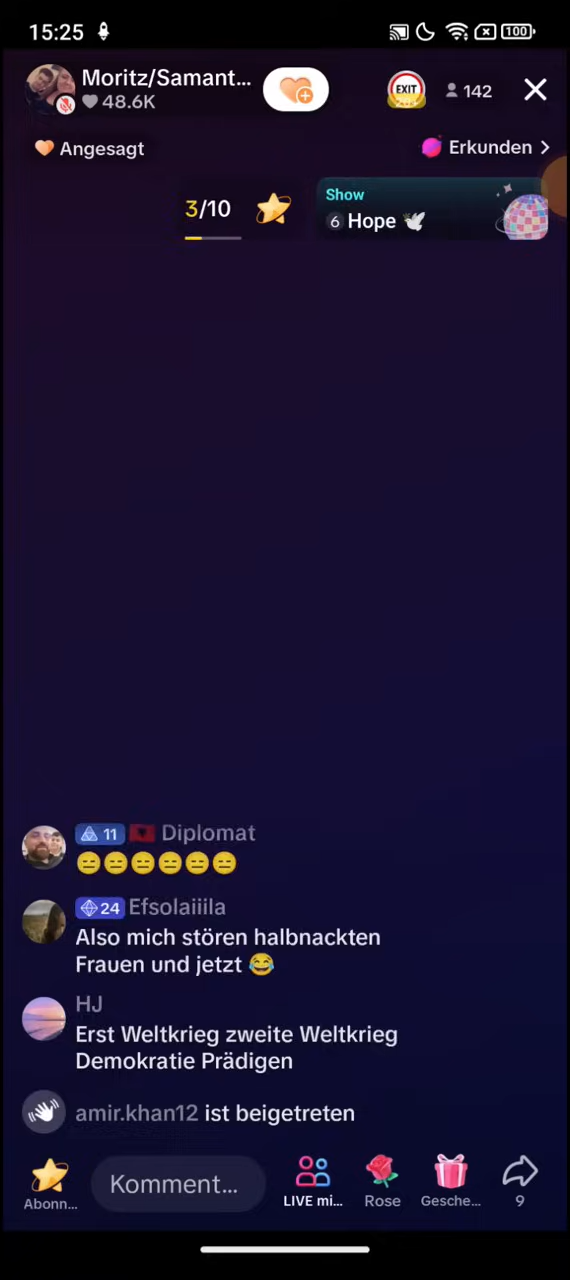 15:25
100
Moritz/Samant...
48.6K
EXIT
142
Angesagt
Erkunden
3/10
Show
6 Hope 🕊️
11 🇦🇱 Diplomat
😑😑😑😑😑😑
24 Efsolaiiila
Also mich stören halbnackten
Frauen und jetzt 😂
HJ
Erst Weltkrieg zweite Weltkrieg
Demokratie Prädigen
amir.khan12 ist beigetreten
Abonn...
Komment...
LIVE mi...
Rose
Gesche...
9